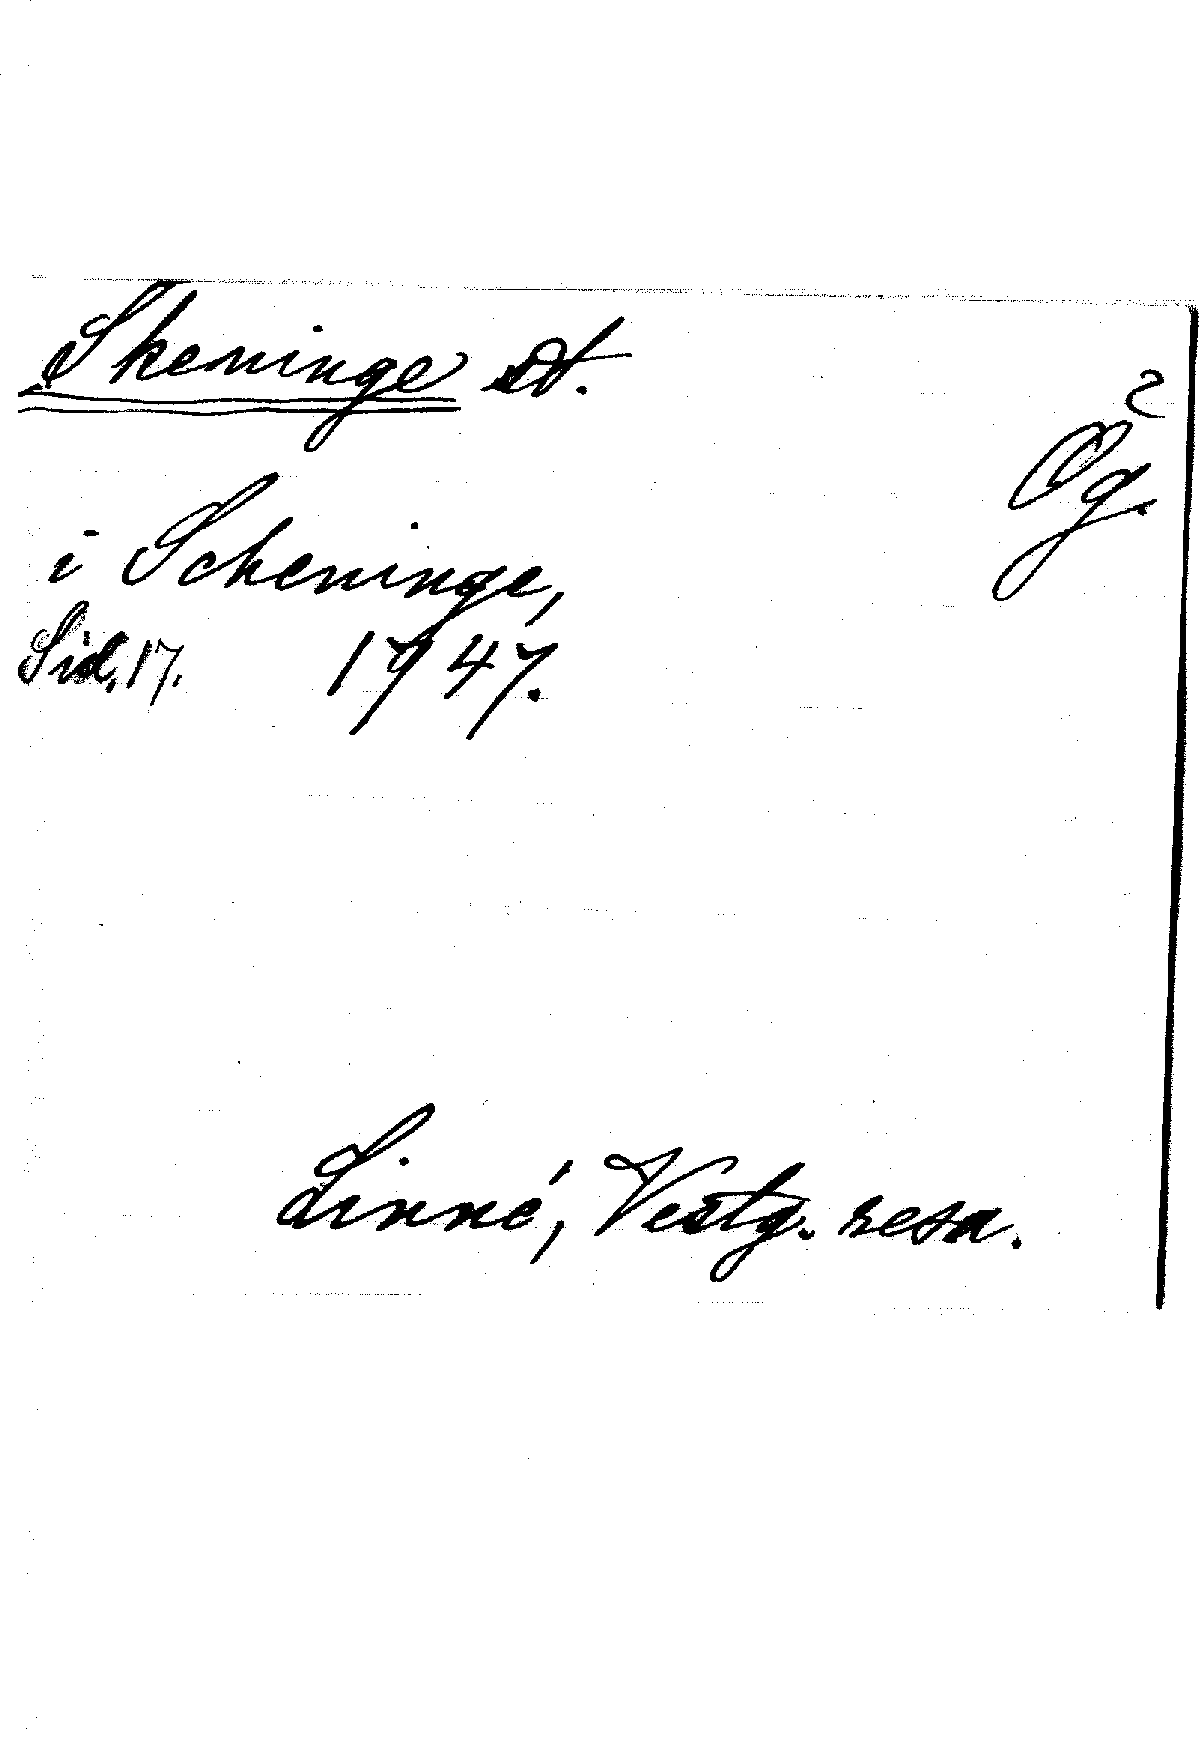 Skeninge st.
Ög.
i Scheninge,
Sid. 17. 1747.
Linné, Vestg. resa.